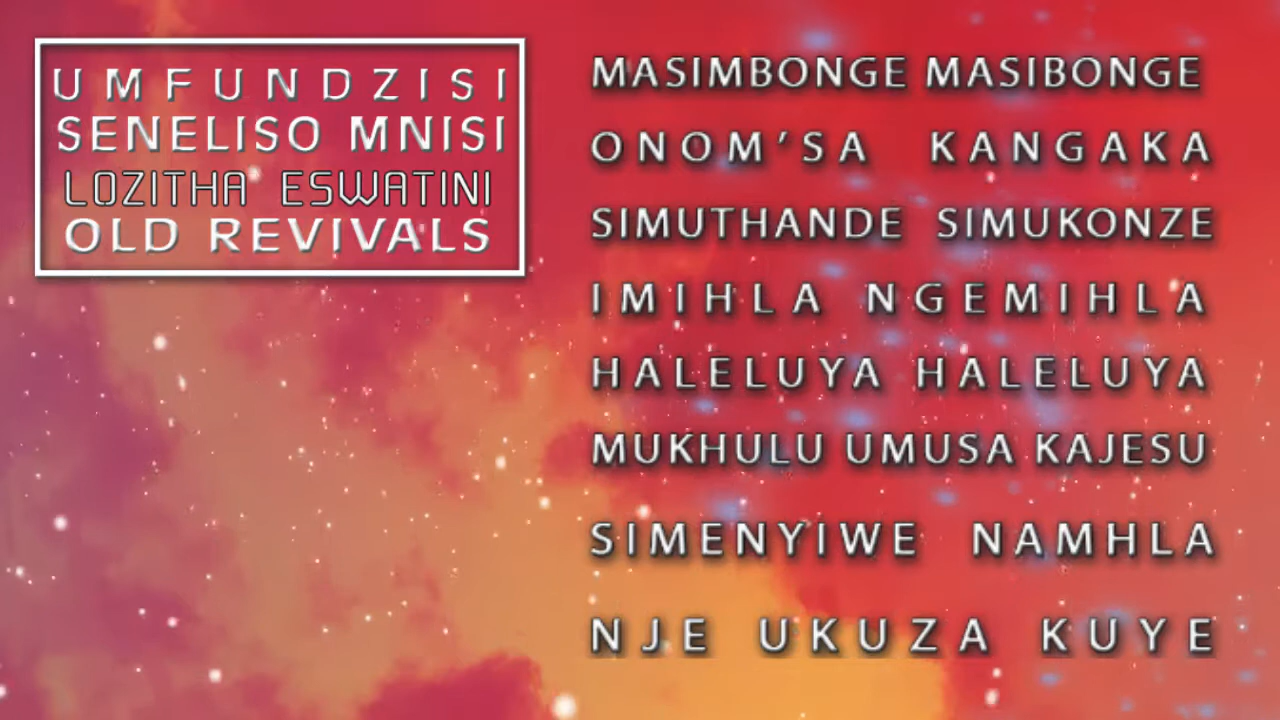 UMFUNDZISI
SENELISO MNISI
LOZITHA ESWATINI
OLD REVIVALS
MASIMBONGE MASIBONGE
ONOM'SA KANGAKA
SIMUTHANDE SIMUKONZE
IMIHLA NGEMIHLA
HALELUYA HALELUYA
MUKHULU UMUSA KAJESU
SIMENYIWE NAMHLA
NJE UKUZA KUYE